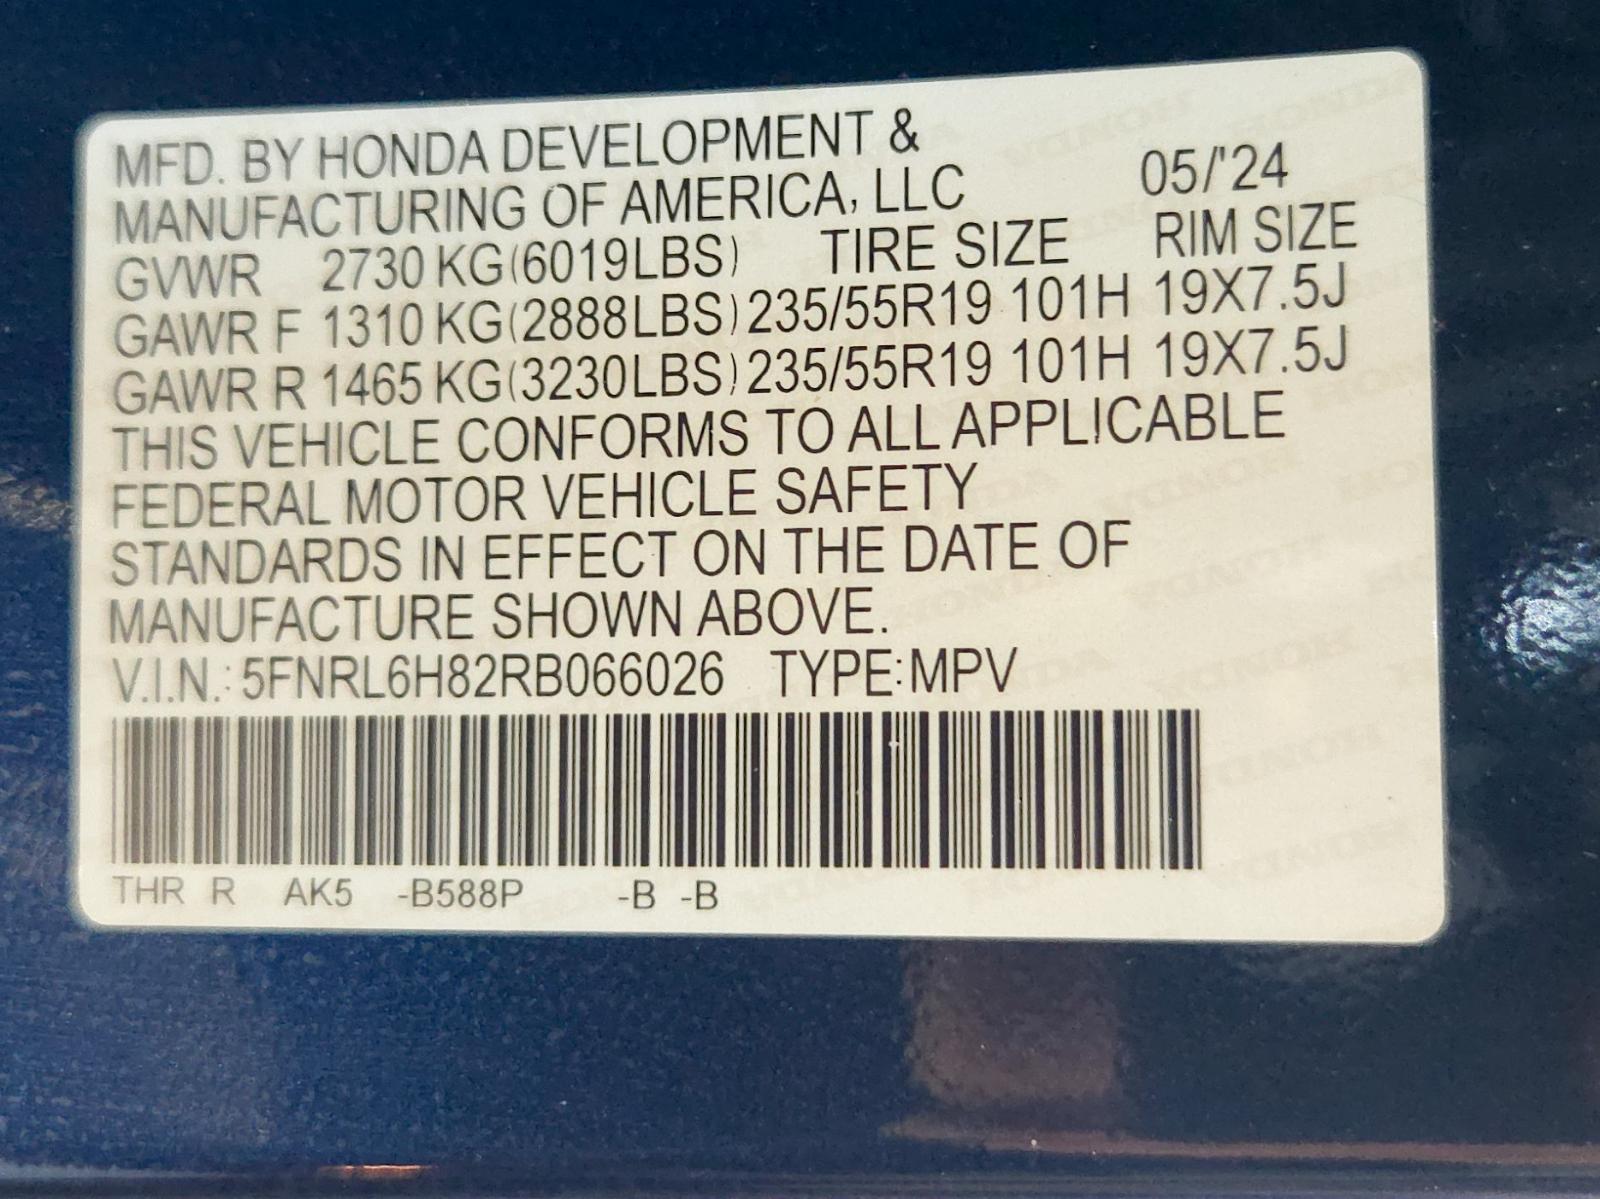 MFD. BY HONDA DEVELOPMENT &
MANUFACTURING OF AMERICA, LLC 05/'24
GVWR 2730 KG(6019LBS) TIRE SIZE RIM SIZE
GAWR F 1310 KG(2888LBS) 235/55R19 101H 19X7.5J
GAWR R 1465 KG(3230LBS) 235/55R19 101H 19X7.5J
THIS VEHICLE CONFORMS TO ALL APPLICABLE
FEDERAL MOTOR VEHICLE SAFETY
STANDARDS IN EFFECT ON THE DATE OF
MANUFACTURE SHOWN ABOVE.
V.I.N.: 5FNRL6H82RB066026 TYPE:MPV
THR R AK5 -B588P -B -B